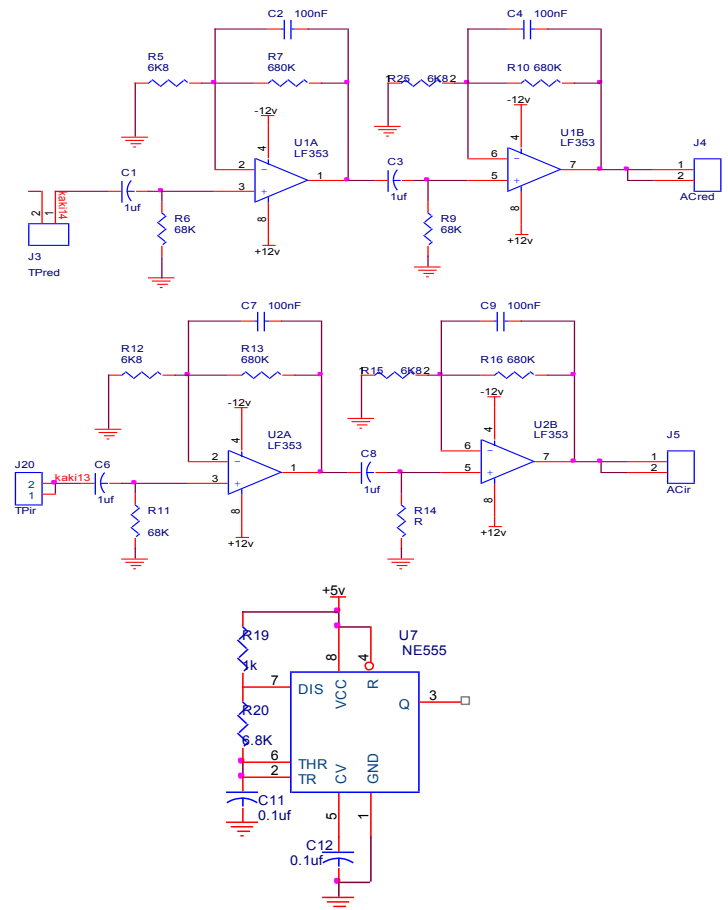 C2 100nF
C4 100nF
R5
6K8
R7
680K
R25 6K8 2
R10 680K
-12v
-12v
4
4
U1A
LF353
U1B
LF353
J4
2
1
3
8
6
7
5
8
1
2
ACred
C1
1uf
C3
1uf
kaki14
2
1
R6
68K
R9
68K
+12v
+12v
J3
TPred
C7 100nF
C9 100nF
R12
6K8
R13
680K
R15 6K8 2
R16 680K
-12v
-12v
4
4
U2A
LF353
U2B
LF353
J5
2
1
3
8
6
7
5
8
1
2
ACir
J20
2
1
TPir
kaki13
C6
1uf
C8
1uf
R11
68K
R14
R
+12v
+12v
+5v
R19
1k
U7
NE555
8
4
7
DIS
VCC
R
Q
3
R20
6.8K
6
THR
2
TR
CV
GND
C11
0.1uf
5
1
C12
0.1uf